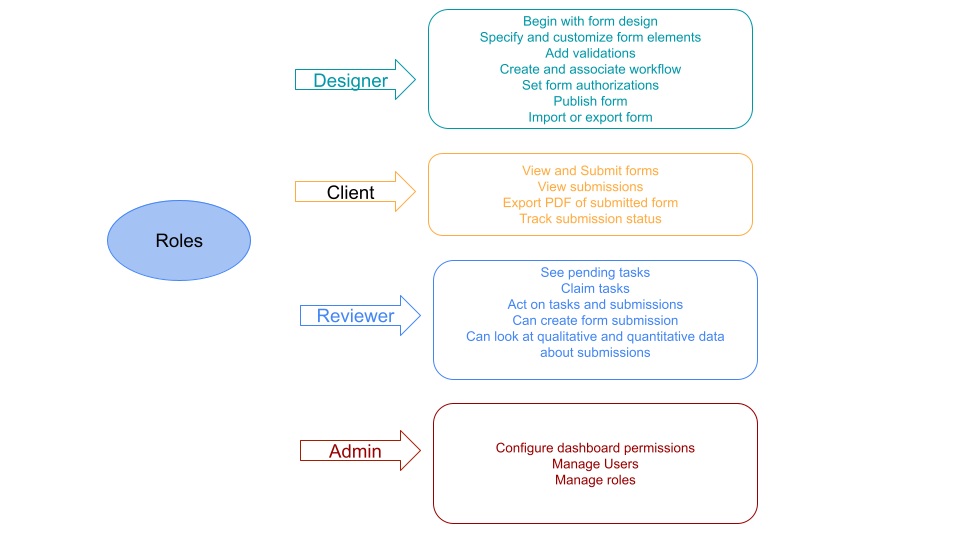 Roles
Designer
Begin with form design
Specify and customize form elements
Add validations
Create and associate workflow
Set form authorizations
Publish form
Import or export form
Client
View and Submit forms
View submissions
Export PDF of submitted form
Track submission status
Reviewer
See pending tasks
Claim tasks
Act on tasks and submissions
Can create form submission
Can look at qualitative and quantitative data
about submissions
Admin
Configure dashboard permissions
Manage Users
Manage roles